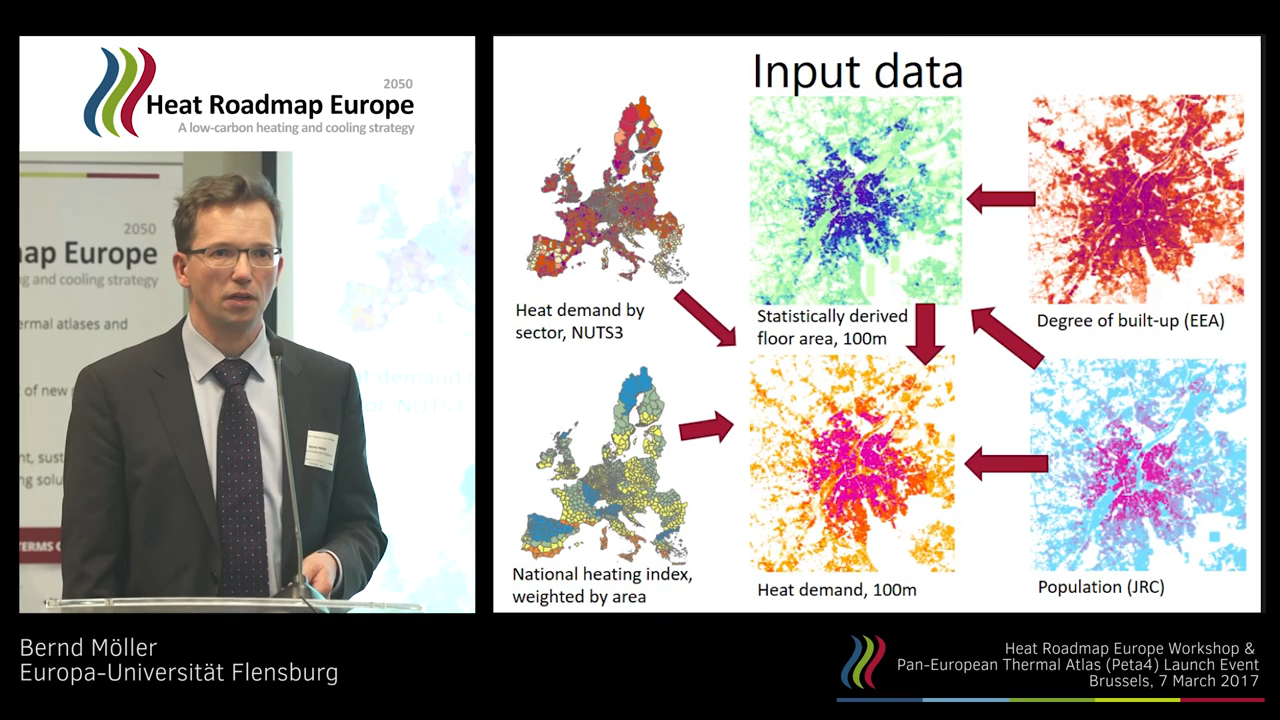 2050
Heat Roadmap Europe
A low-carbon heating and cooling strategy
2050
ap Europe
g and cooling strategy
ermal atlases and
t of new
nt, sust
ng solu
TERMS
Input data
Heat demand by
sector, NUTS3
Statistically derived
floor area, 100m
Degree of built-up (EEA)
National heating index,
weighted by area
Heat demand, 100m
Population (JRC)
Bernd Möller
Europa-Universität Flensburg
Heat Roadmap Europe Workshop &
Pan-European Thermal Atlas (Peta4) Launch Event
Brussels, 7 March 2017